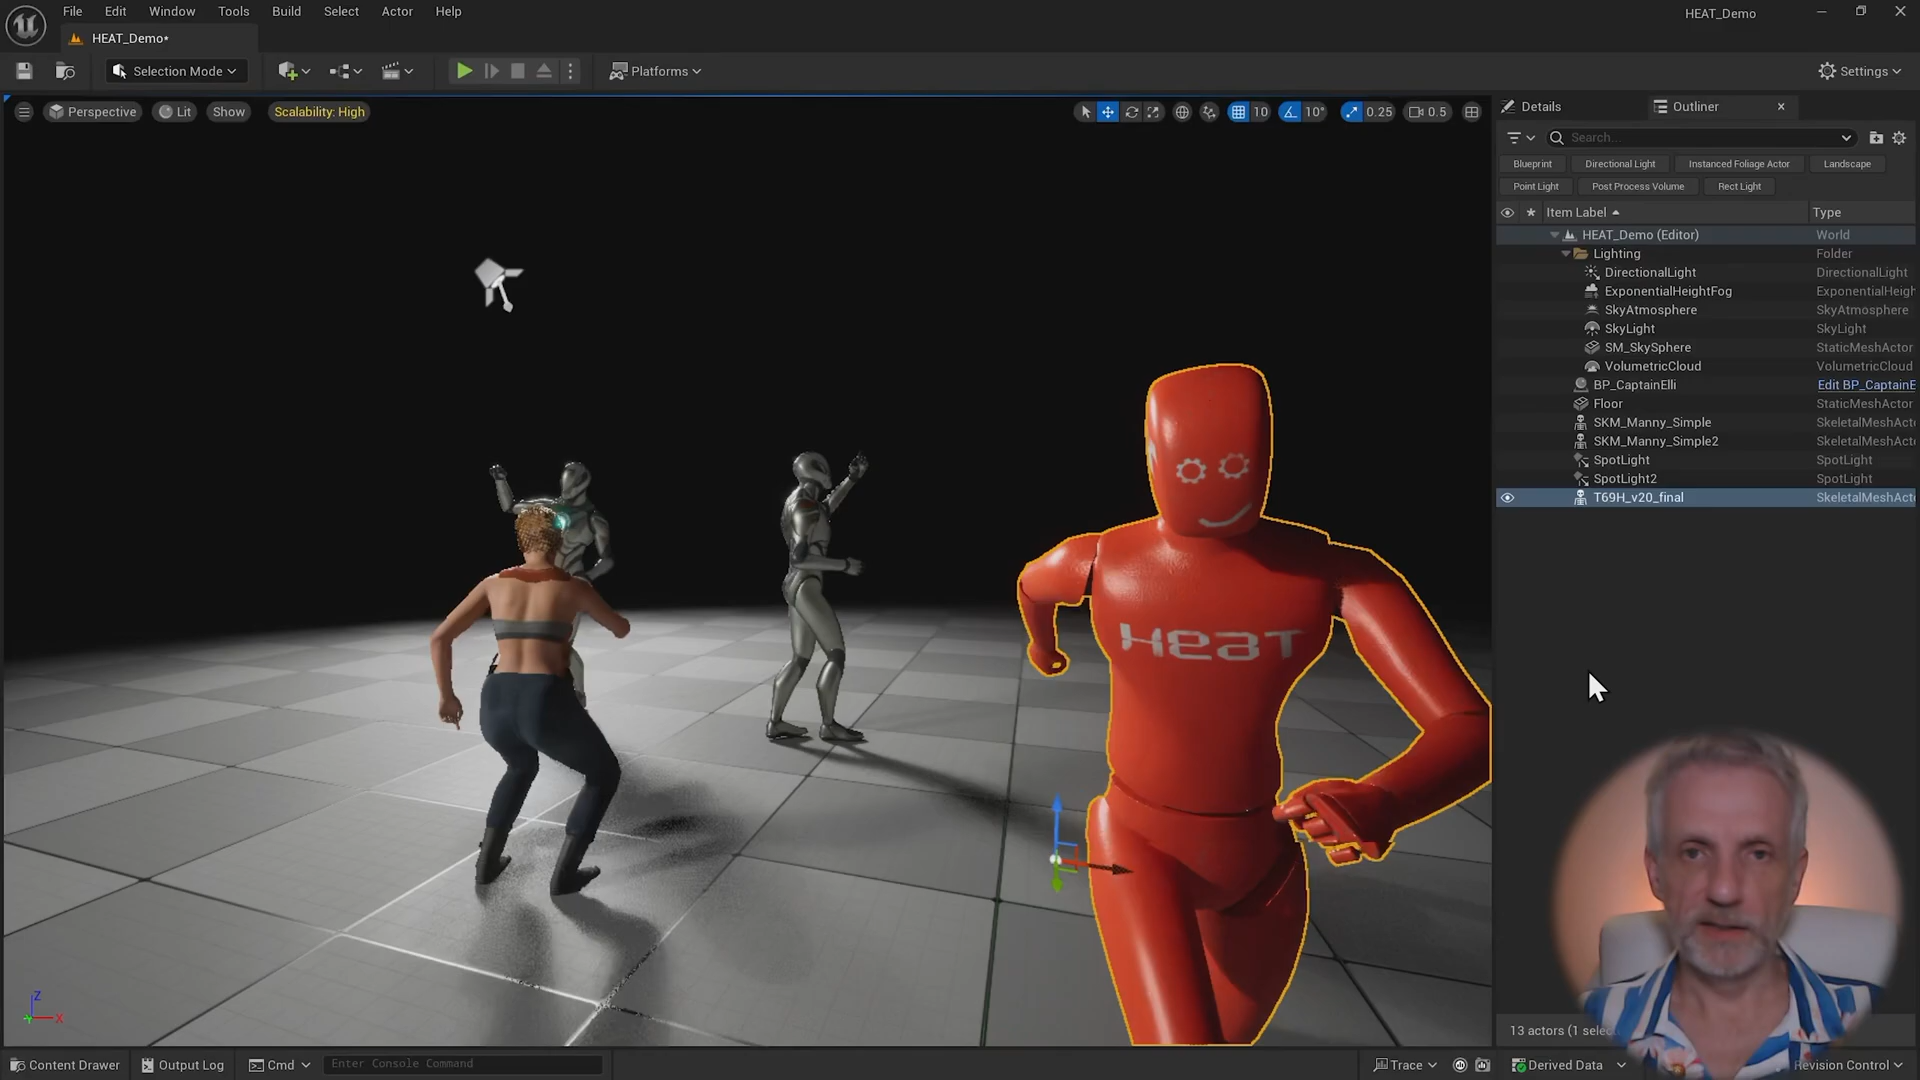 File Edit Window Tools Build Select Actor Help
HEAT_Demo
HEAT_Demo*
Selection Mode
Platforms
Settings
Perspective
Lit
Show
Scalability: High
10
10°
0.25
0.5
Details
Outliner
Search...
Blueprint
Directional Light
Instanced Foliage Actor
Landscape
Point Light
Post Process Volume
Rect Light
Item Label
Type
HEAT_Demo (Editor) World
Lighting Folder
DirectionalLight DirectionalLight
ExponentialHeightFog ExponentialHeigh
SkyAtmosphere SkyAtmosphere
SkyLight SkyLight
SM_SkySphere StaticMeshActor
VolumetricCloud VolumetricCloud
BP_CaptainElli Edit BP_CaptainE
Floor StaticMeshActor
SKM_Manny_Simple SkeletalMeshActo
SKM_Manny_Simple2 SkeletalMeshActo
SpotLight SpotLight
SpotLight2 SpotLight
T69H_v20_final SkeletalMeshActo
HeaT
Z
X
13 actors (1 selec
Content Drawer
Output Log
Cmd
Enter Console Command
Trace
Derived Data
Revision Control